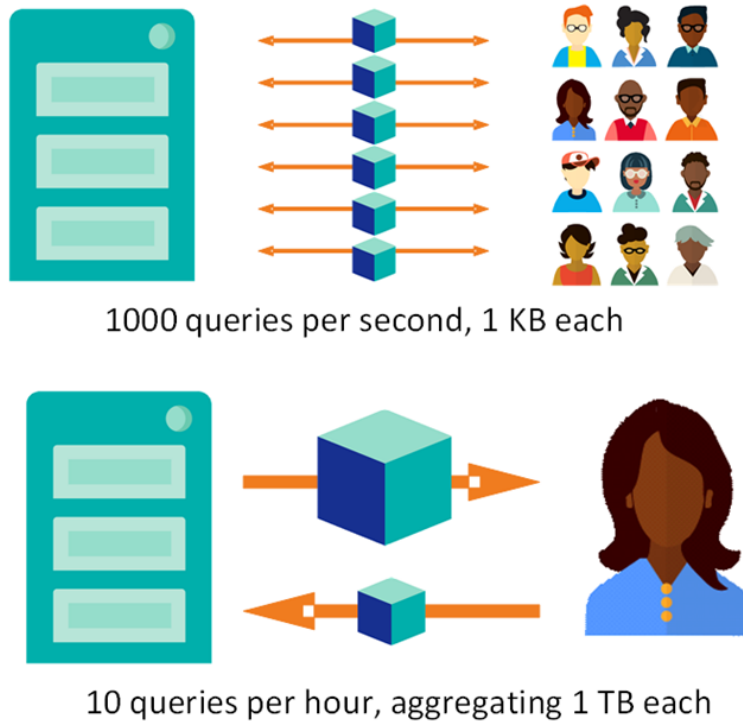 1000 queries per second, 1 KB each
10 queries per hour, aggregating 1 TB each